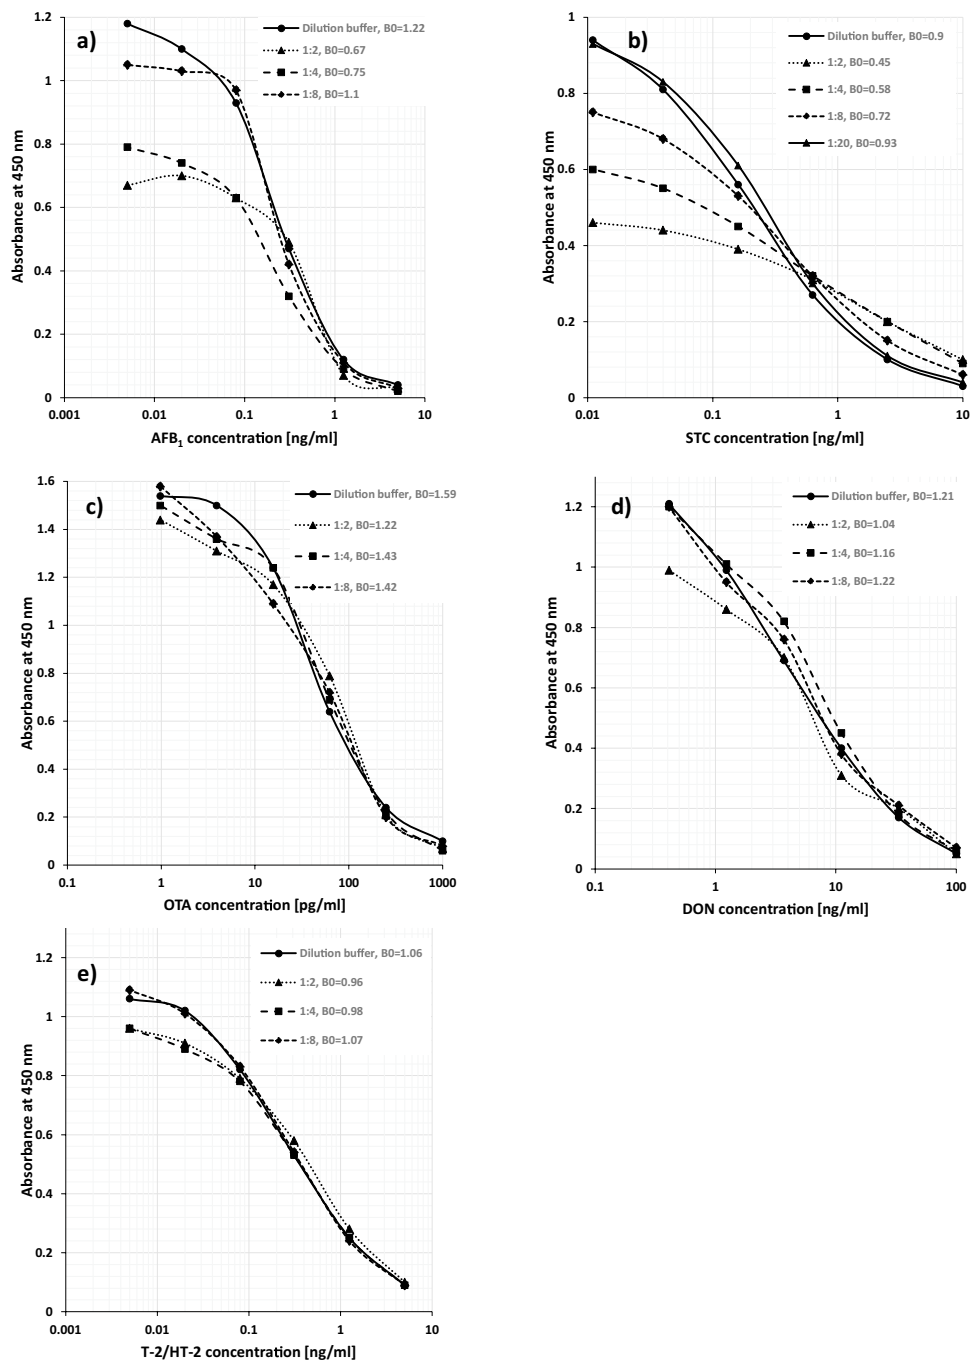 a)
Dilution buffer, B0=1.22
1:2, B0=0.67
1:4, B0=0.75
1:8, B0=1.1
Absorbance at 450 nm
1.2
1
0.8
0.6
0.4
0.2
0
0.001 0.01 0.1 1 10
AFB₁ concentration [ng/ml]
b)
Dilution buffer, B0=0.9
1:2, B0=0.45
1:4, B0=0.58
1:8, B0=0.72
1:20, B0=0.93
Absorbance at 450 nm
1
0.8
0.6
0.4
0.2
0
0.01 0.1 1 10
STC concentration [ng/ml]
c)
Dilution buffer, B0=1.59
1:2, B0=1.22
1:4, B0=1.43
1:8, B0=1.42
Absorbance at 450 nm
1.6
1.4
1.2
1
0.8
0.6
0.4
0.2
0
0.1 1 10 100 1000
OTA concentration [pg/ml]
d)
Dilution buffer, B0=1.21
1:2, B0=1.04
1:4, B0=1.16
1:8, B0=1.22
Absorbance at 450 nm
1.2
1
0.8
0.6
0.4
0.2
0
0.1 1 10 100
DON concentration [ng/ml]
e)
Dilution buffer, B0=1.06
1:2, B0=0.96
1:4, B0=0.98
1:8, B0=1.07
Absorbance at 450 nm
1.2
1
0.8
0.6
0.4
0.2
0
0.001 0.01 0.1 1 10
T-2/HT-2 concentration [ng/ml]